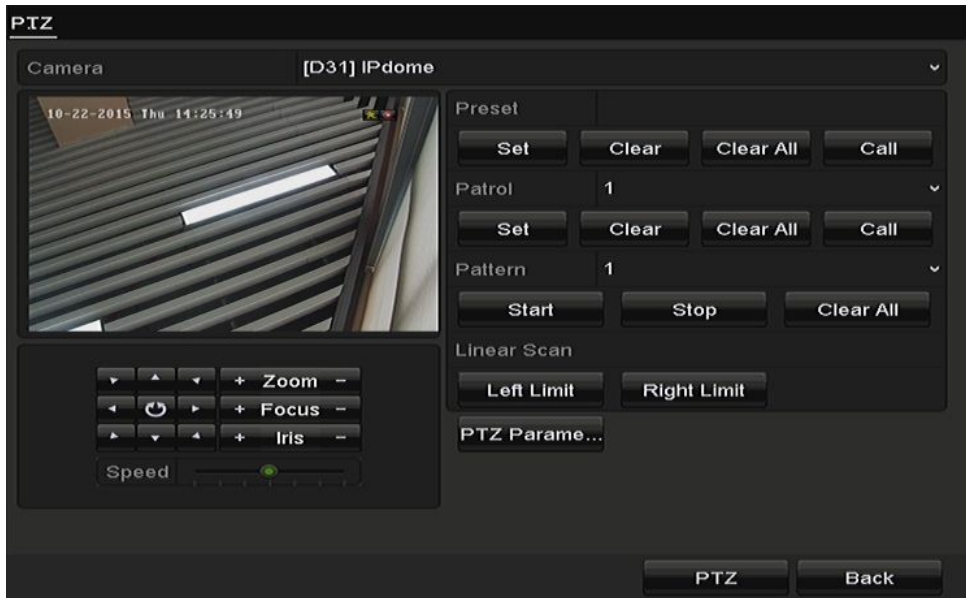 PTZ
Camera [D31] IPdome
10-22-2015 Thu 14:25:49
Preset
Set Clear Clear All Call
Patrol 1
Set Clear Clear All Call
Pattern 1
Start Stop Clear All
Linear Scan
Left Limit Right Limit
PTZ Parame...
+ Zoom −
+ Focus −
+ Iris −
Speed
PTZ Back